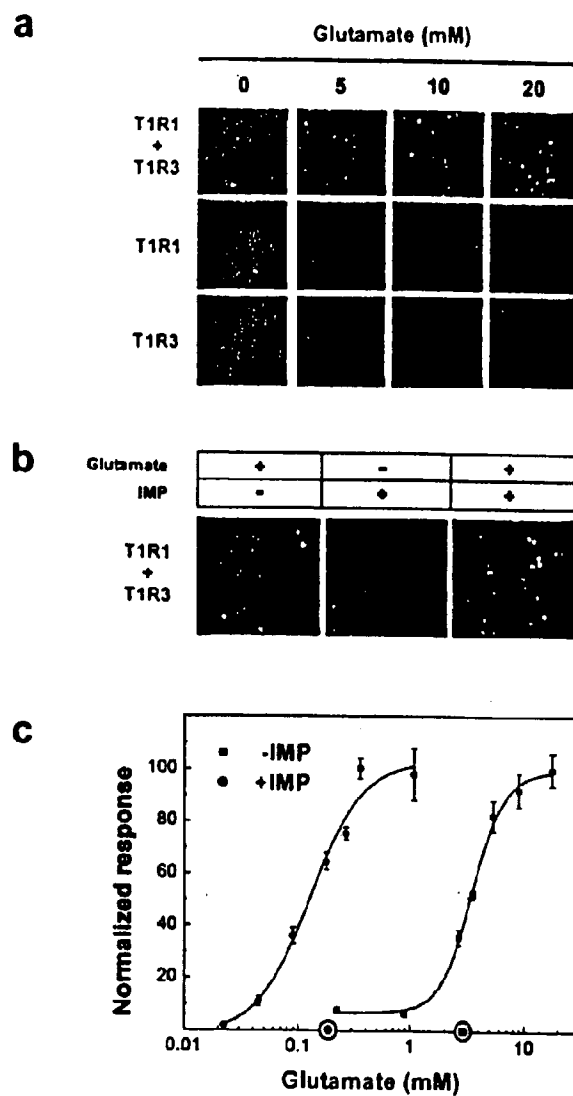 a
Glutamate (mM)
0 5 10 20
T1R1
+
T1R3
T1R1
T1R3
b
Glutamate + - +
IMP - + +
T1R1
+
T1R3
c
-IMP
+IMP
100
80
60
40
20
Normalized response
0.01 0.1 1 10
Glutamate (mM)